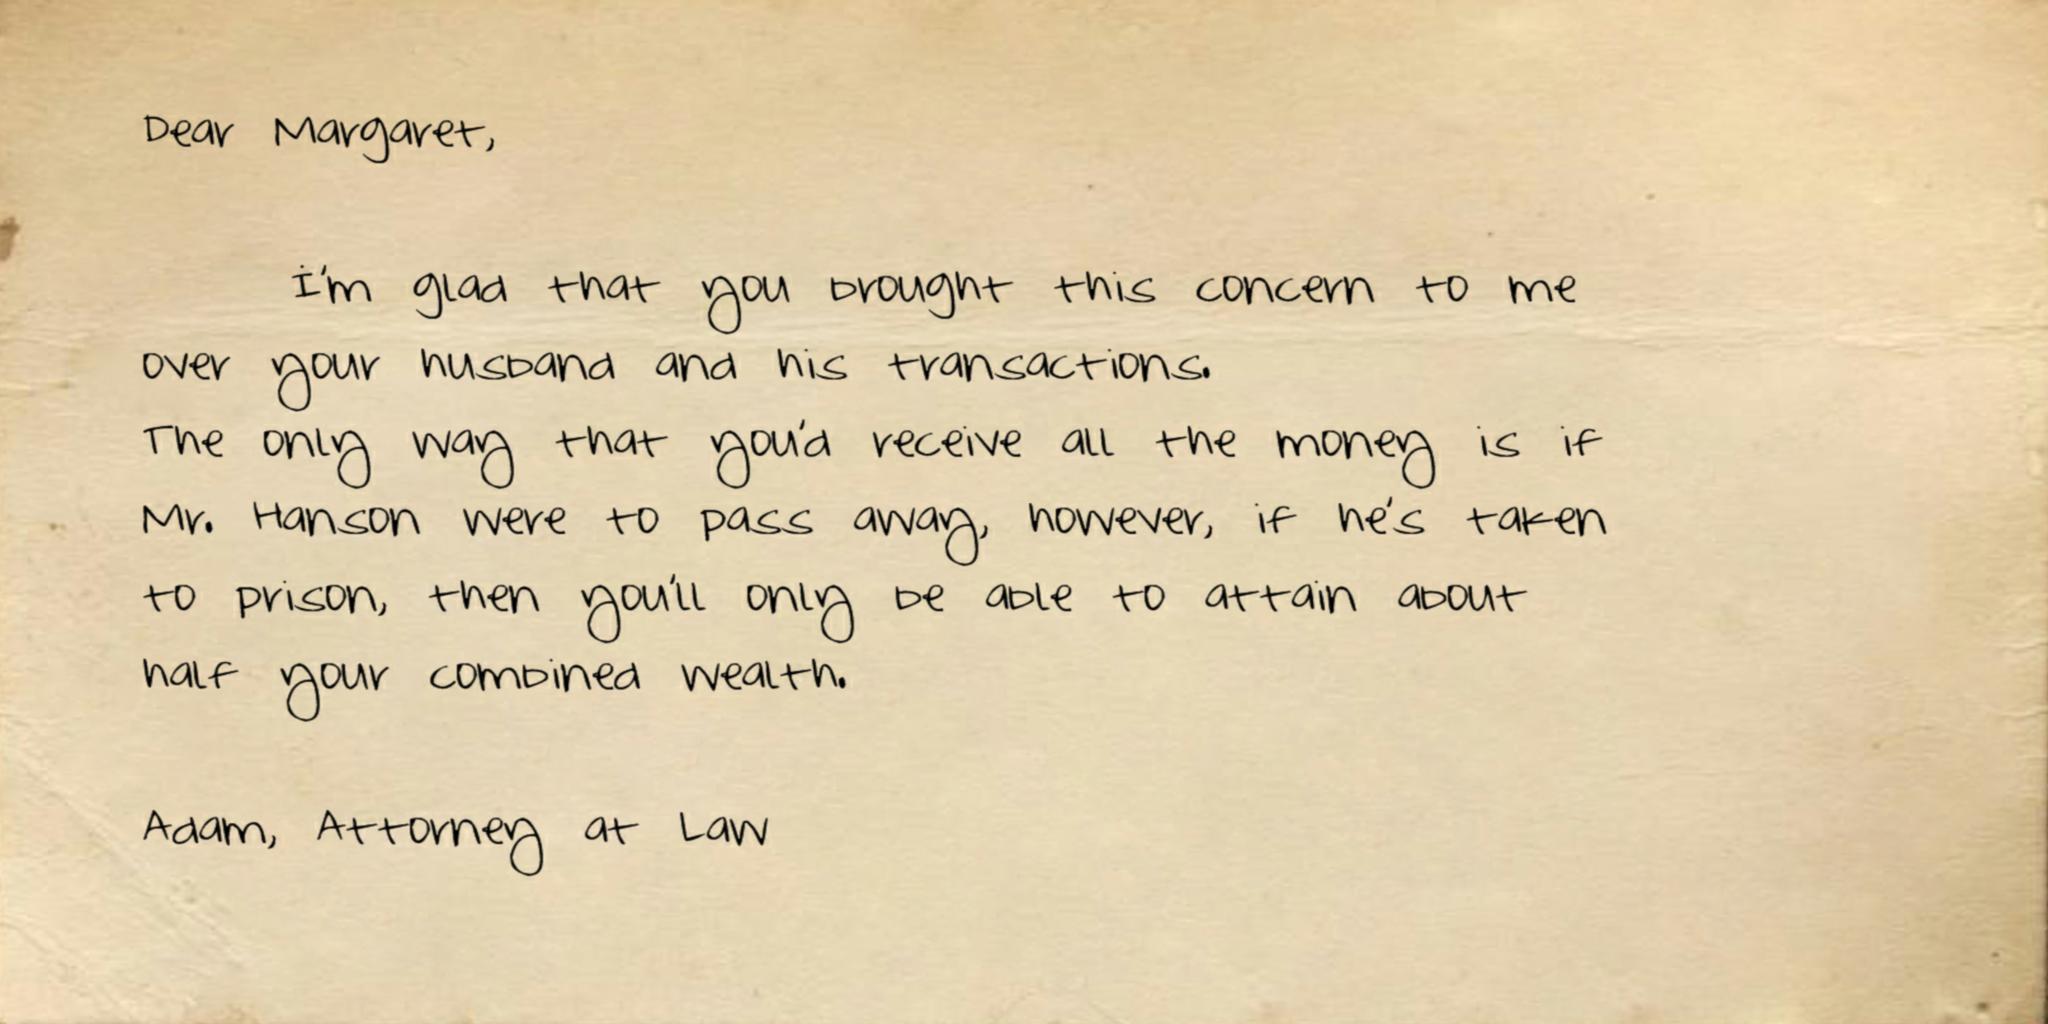 Dear Margaret,
I'm glad that you brought this concern to me
over your husband and his transactions.
The only way that you'd receive all the money is if
Mr. Hanson were to pass away, however, if he's taken
to prison, then you'll only be able to attain about
half your combined wealth.
Adam, Attorney at Law